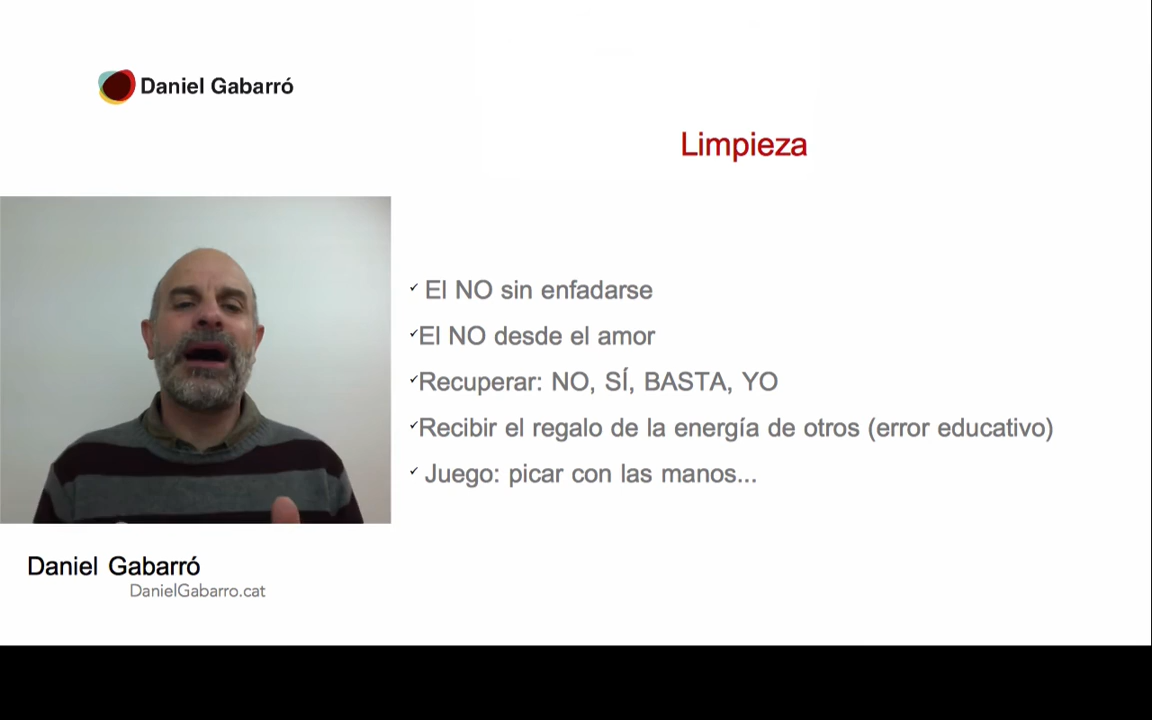 Daniel Gabarró
Limpieza
✓ El NO sin enfadarse
✓El NO desde el amor
✓Recuperar: NO, SÍ, BASTA, YO
✓Recibir el regalo de la energía de otros (error educativo)
✓ Juego: picar con las manos...
Daniel Gabarró
DanielGabarro.cat